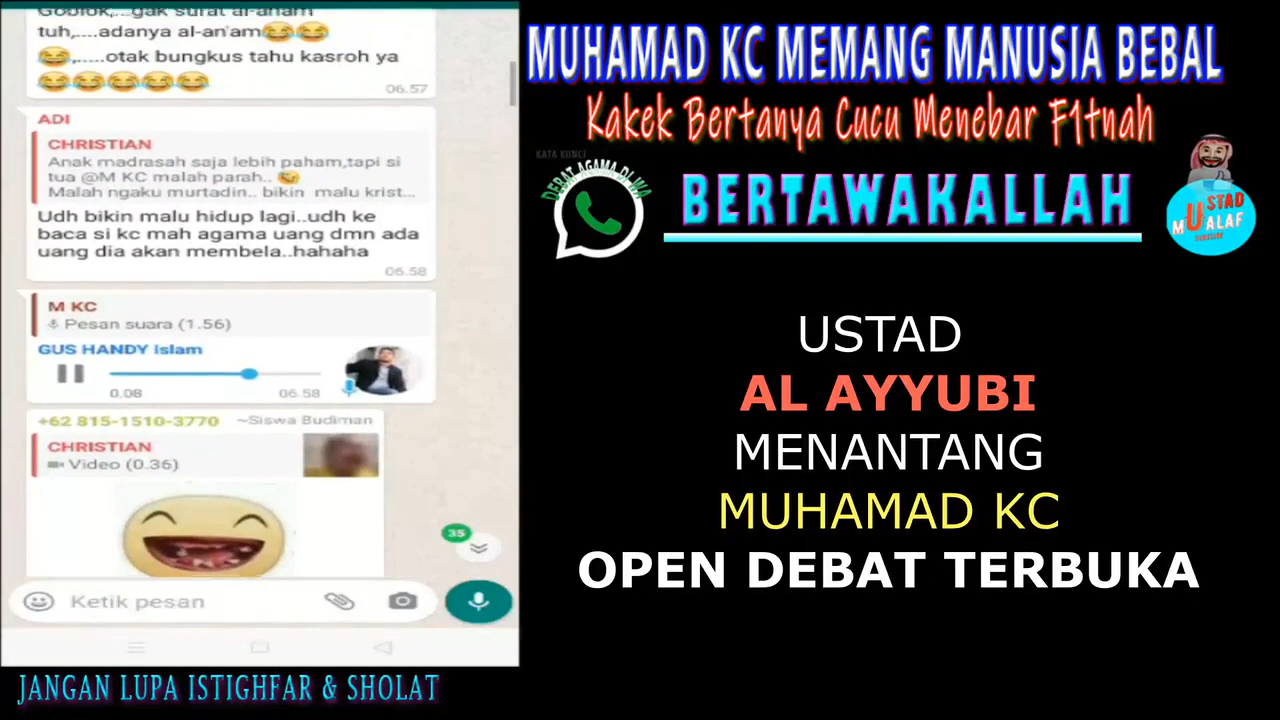 Goblok,...gak surat al-anam
tuh,....adanya al-an'am😂😂
😂,.....otak bungkus tahu kasroh ya
😂😂😂😂😂😂
06.57
ADI
CHRISTIAN
Anak madrasah saja lebih paham,tapi si
tua @M KC malah parah.. 🤣
Malah ngaku murtadin.. bikin malu krist...
Udh bikin malu hidup lagi..udh ke
baca si kc mah agama uang dmn ada
uang dia akan membela..hahaha
06.58
M KC
Pesan suara (1.56)
GUS HANDY Islam
0.08
06.58
+62 815-1510-3770 ~Siswa Budiman
CHRISTIAN
Video (0.36)
35
Ketik pesan
JANGAN LUPA ISTIGHFAR & SHOLAT
MUHAMAD KC MEMANG MANUSIA BEBAL
Kakek Bertanya Cucu Menebar F1tnah
KATA KUNCI
DEBAT AGAMA DI WA
BERTAWAKALLAH
USTAD
MUALAF
USTAD
AL AYYUBI
MENANTANG
MUHAMAD KC
OPEN DEBAT TERBUKA